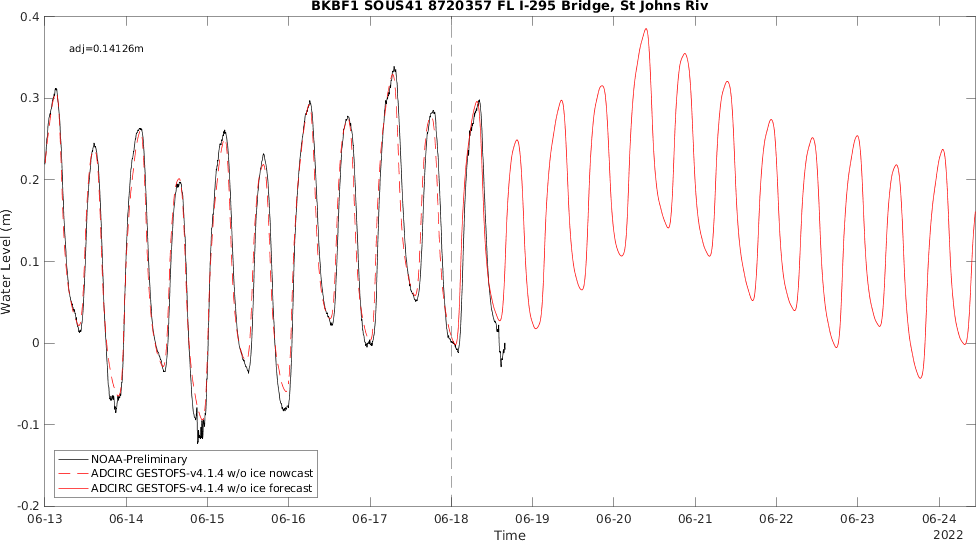 BKBF1 SOUS41 8720357 FL I-295 Bridge, St Johns Riv
adj=0.14126m
0.4
0.3
0.2
0.1
0
-0.1
-0.2
Water Level (m)
NOAA-Preliminary
ADCIRC GESTOFS-v4.1.4 w/o ice nowcast
ADCIRC GESTOFS-v4.1.4 w/o ice forecast
06-13 06-14 06-15 06-16 06-17 06-18 06-19 06-20 06-21 06-22 06-23 06-24
Time
2022